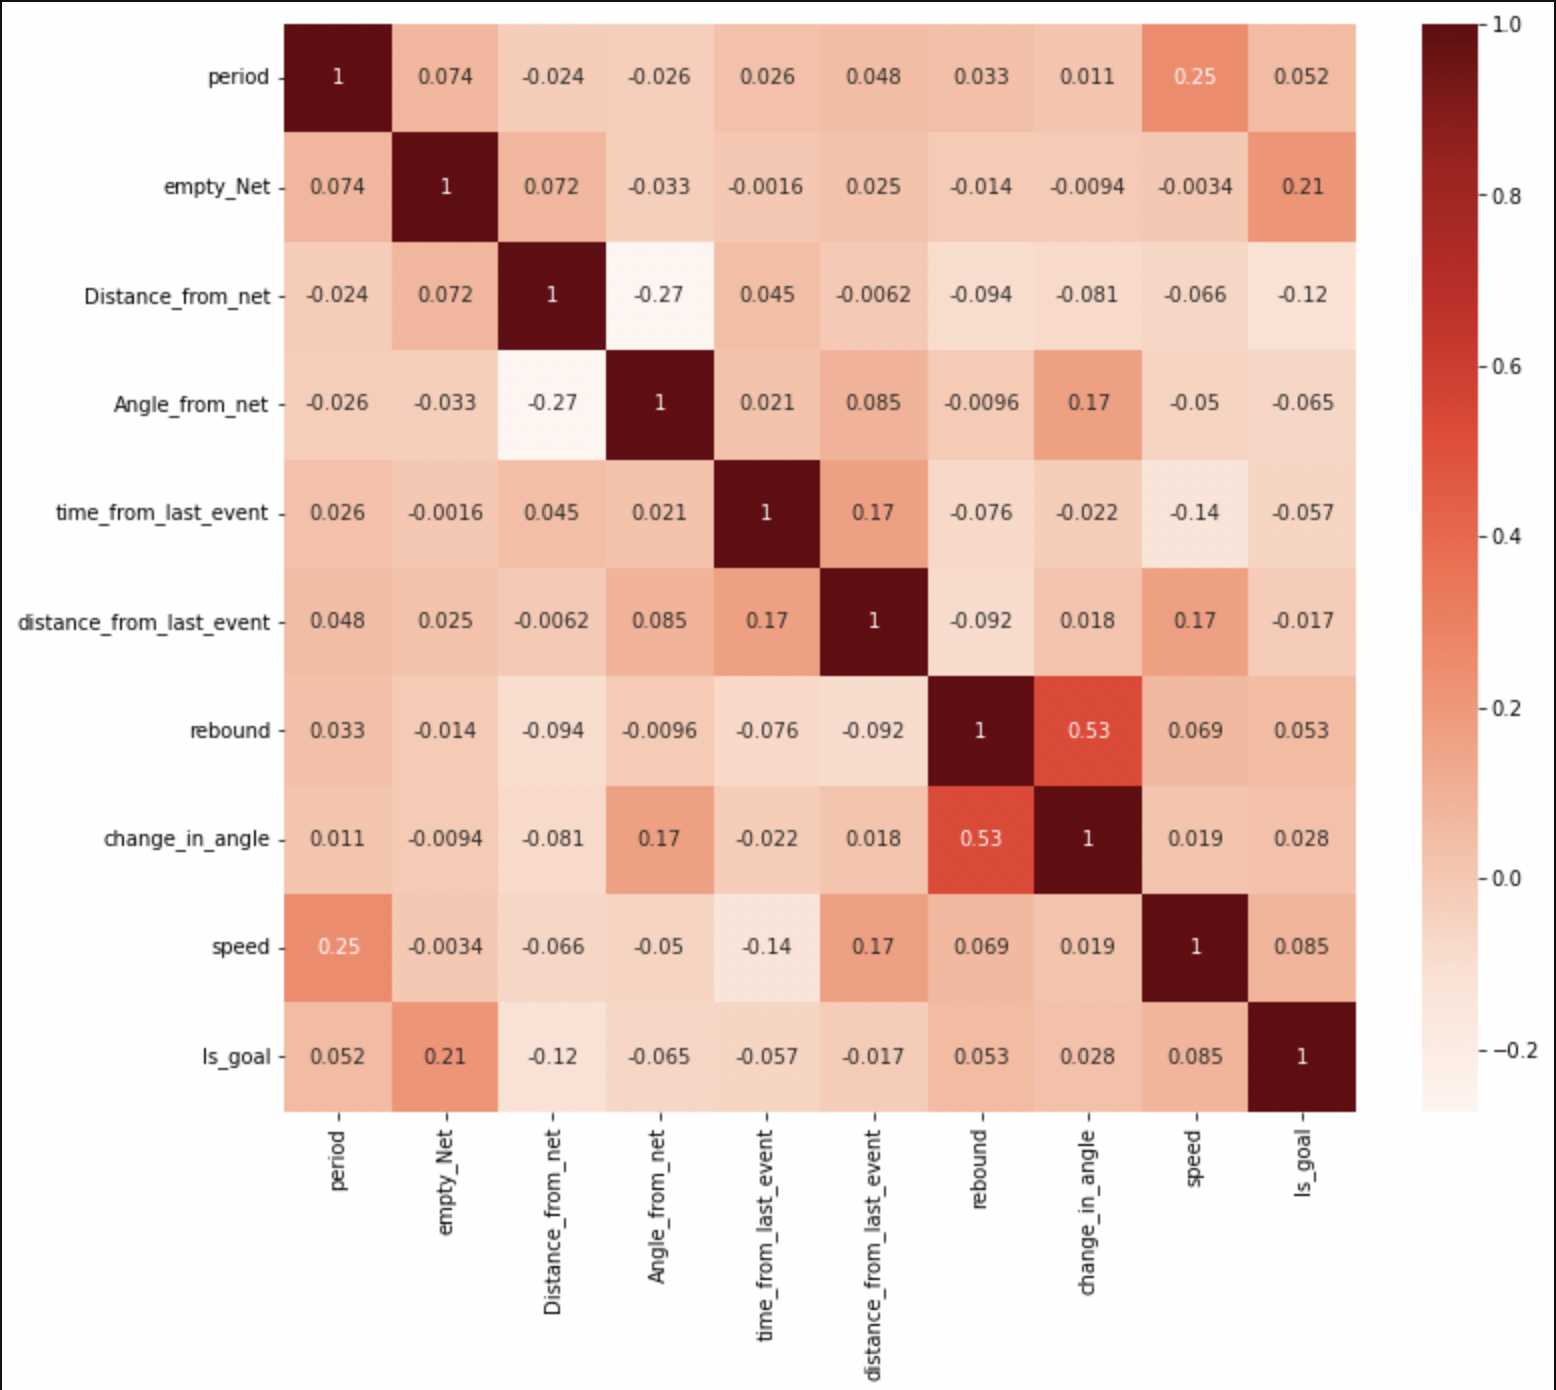 period 1 0.074 -0.024 -0.026 0.026 0.048 0.033 0.011 0.25 0.052
empty_Net 0.074 1 0.072 -0.033 -0.0016 0.025 -0.014 -0.0094 -0.0034 0.21
Distance_from_net -0.024 0.072 1 -0.27 0.045 -0.0062 -0.094 -0.081 -0.066 -0.12
Angle_from_net -0.026 -0.033 -0.27 1 0.021 0.085 -0.0096 0.17 -0.05 -0.065
time_from_last_event 0.026 -0.0016 0.045 0.021 1 0.17 -0.076 -0.022 -0.14 -0.057
distance_from_last_event 0.048 0.025 -0.0062 0.085 0.17 1 -0.092 0.018 0.17 -0.017
rebound 0.033 -0.014 -0.094 -0.0096 -0.076 -0.092 1 0.53 0.069 0.053
change_in_angle 0.011 -0.0094 -0.081 0.17 -0.022 0.018 0.53 1 0.019 0.028
speed 0.25 -0.0034 -0.066 -0.05 -0.14 0.17 0.069 0.019 1 0.085
Is_goal 0.052 0.21 -0.12 -0.065 -0.057 -0.017 0.053 0.028 0.085 1
period
empty_Net
Distance_from_net
Angle_from_net
time_from_last_event
distance_from_last_event
rebound
change_in_angle
speed
Is_goal
1.0
0.8
0.6
0.4
0.2
0.0
−0.2